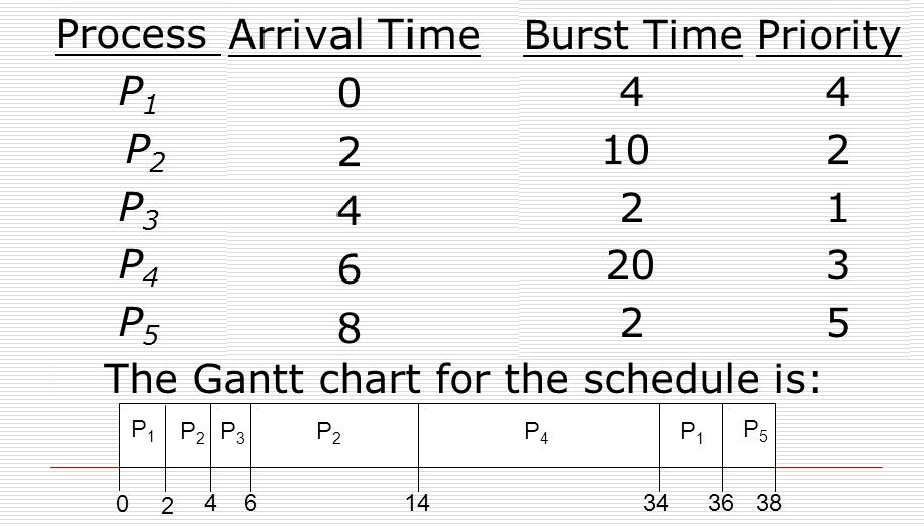 Process Arrival Time Burst Time Priority
P1 0 4 4
P2 2 10 2
P3 4 2 1
P4 6 20 3
P5 8 2 5
The Gantt chart for the schedule is:
P1 P2 P3 P2 P4 P1 P5
0 2 4 6 14 34 36 38